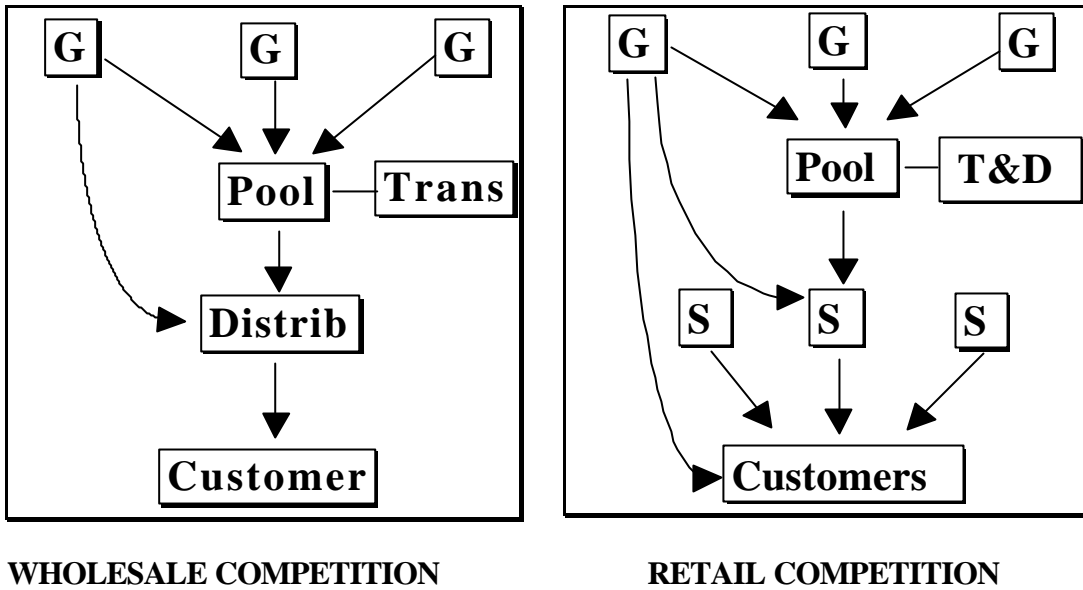 G G G
Pool Trans
Distrib
Customer
WHOLESALE COMPETITION
G G G
Pool T&D
S S S
Customers
RETAIL COMPETITION